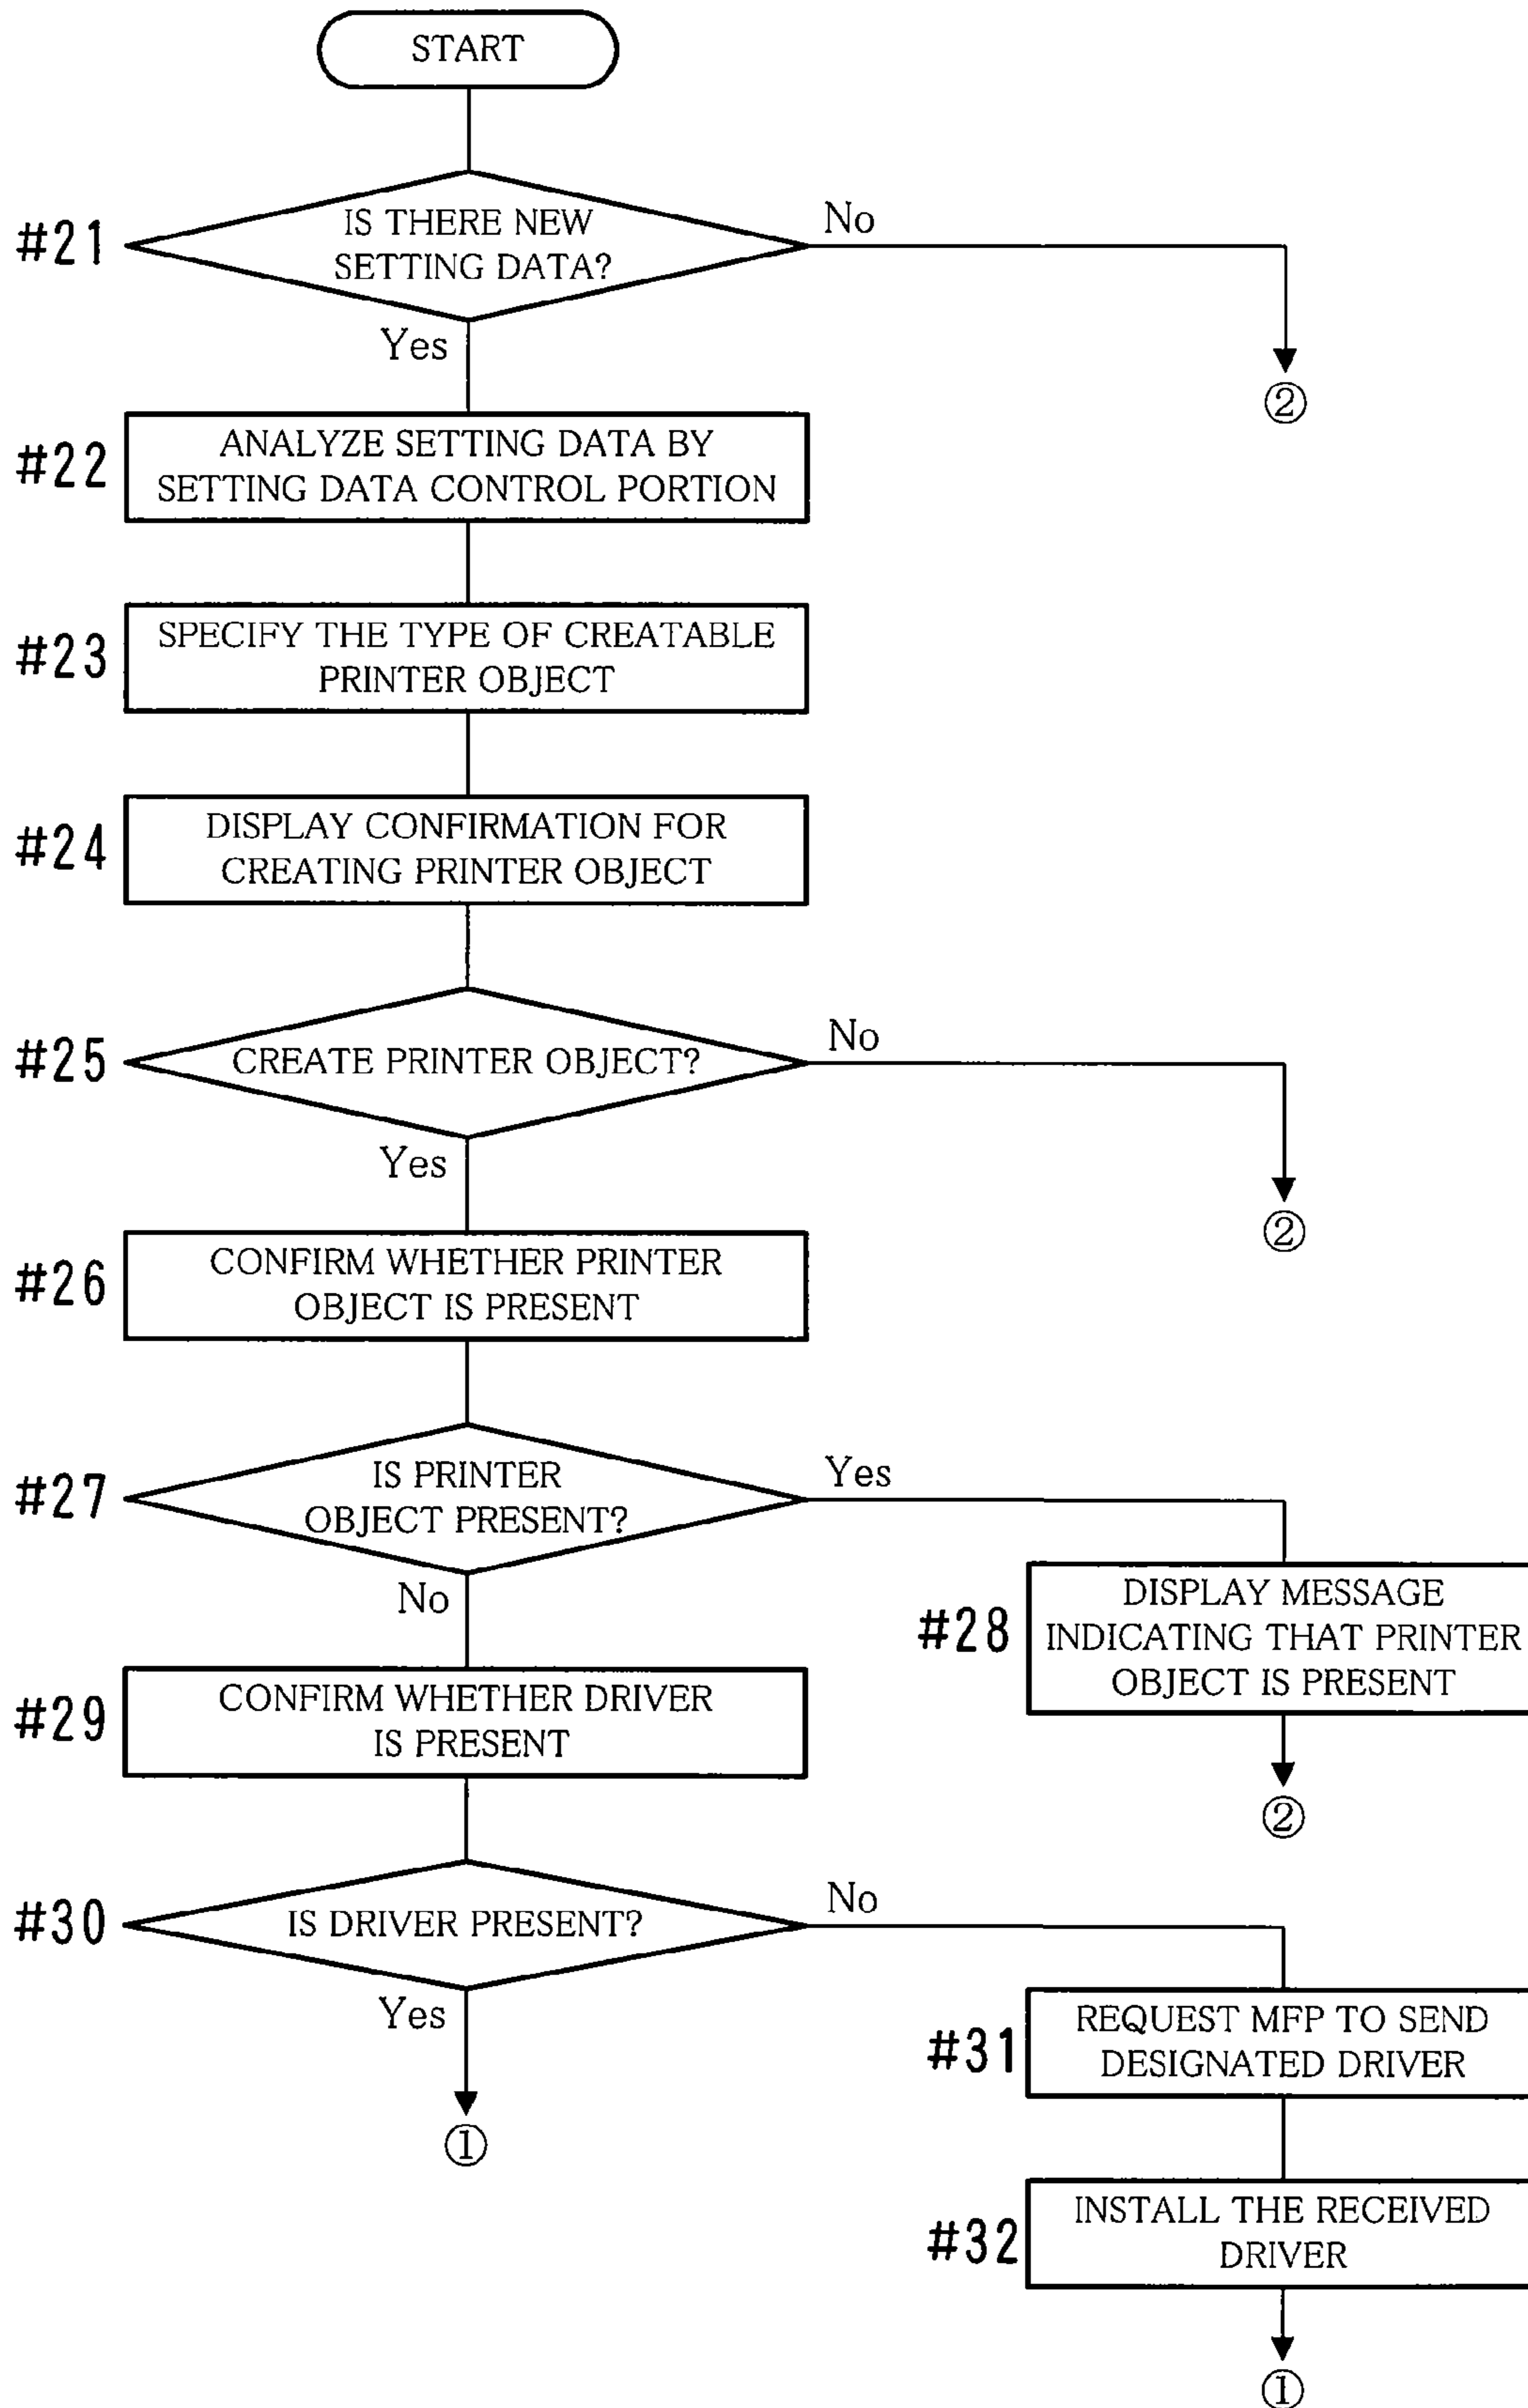 START
#21
IS THERE NEW
SETTING DATA?
No
Yes
②
#22
ANALYZE SETTING DATA BY
SETTING DATA CONTROL PORTION
#23
SPECIFY THE TYPE OF CREATABLE
PRINTER OBJECT
#24
DISPLAY CONFIRMATION FOR
CREATING PRINTER OBJECT
#25
CREATE PRINTER OBJECT?
No
Yes
②
#26
CONFIRM WHETHER PRINTER
OBJECT IS PRESENT
#27
IS PRINTER
OBJECT PRESENT?
Yes
No
#28
DISPLAY MESSAGE
INDICATING THAT PRINTER
OBJECT IS PRESENT
②
#29
CONFIRM WHETHER DRIVER
IS PRESENT
#30
IS DRIVER PRESENT?
No
Yes
①
#31
REQUEST MFP TO SEND
DESIGNATED DRIVER
#32
INSTALL THE RECEIVED
DRIVER
①